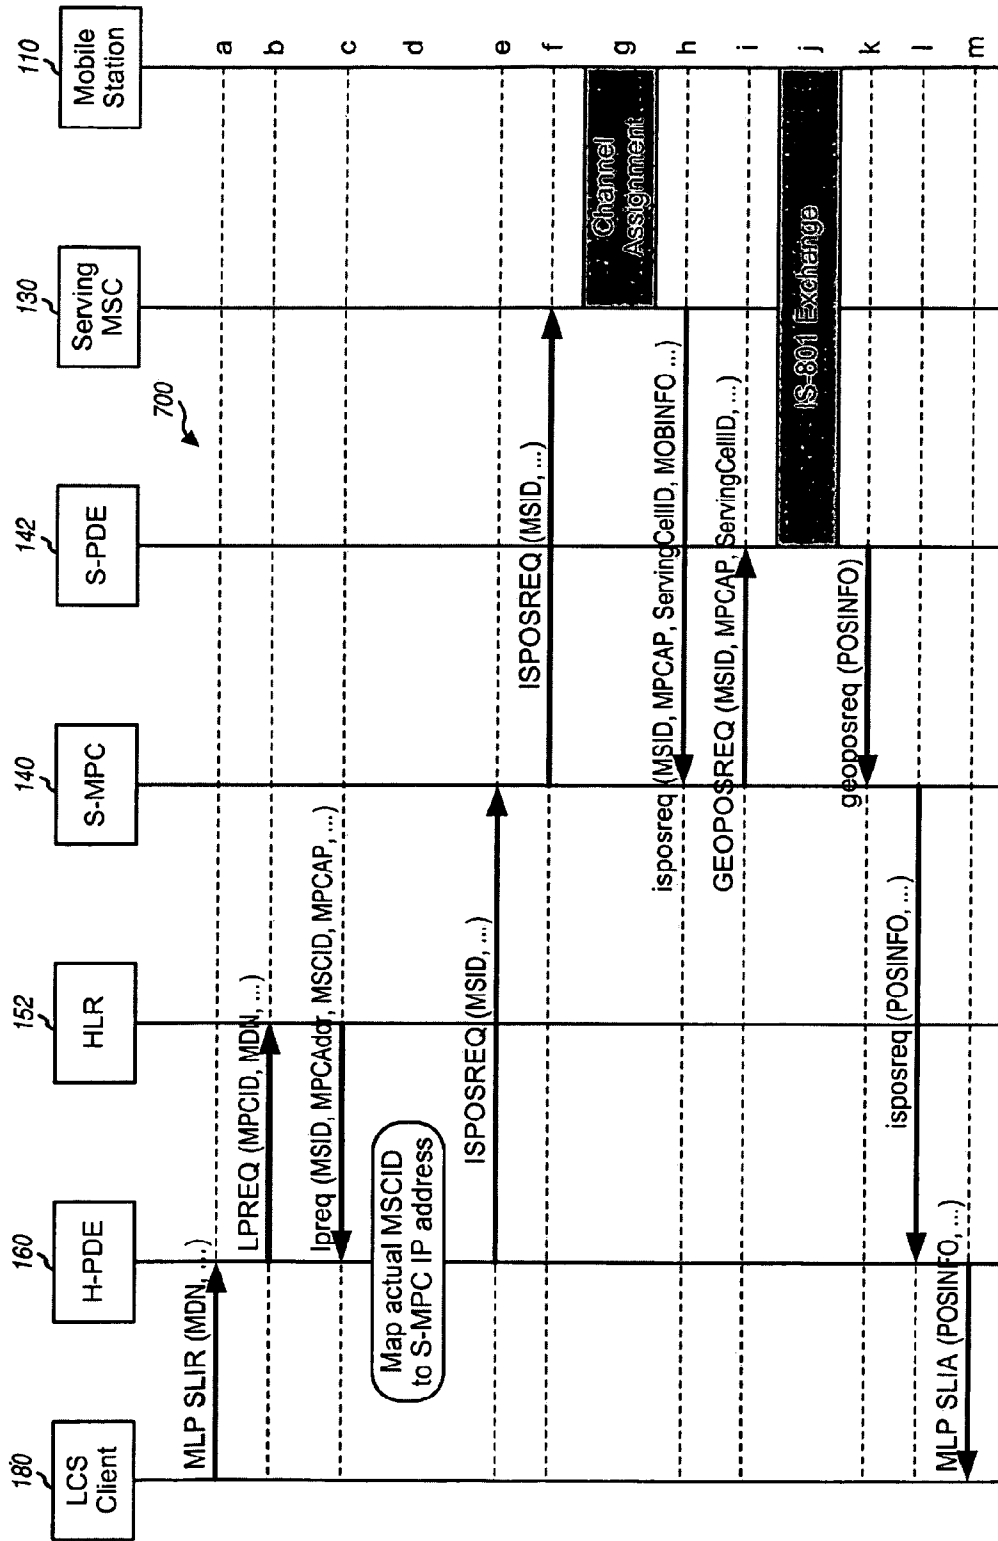 180
160
152
140
142
130
110
LCS
Client
H-PDE
HLR
S-MPC
S-PDE
Serving
MSC
Mobile
Station
700
MLP SLIR (MDN, ...)
a
LPREQ (MPCID, MDN, ...)
b
lpreq (MSID, MPCAddr, MSCID, MPCAP, ...)
c
Map actual MSCID
to S-MPC IP address
d
ISPOSREQ (MSID, ...)
e
ISPOSREQ (MSID, ...)
f
Channel
Assignment
g
isposreq (MSID, MPCAP, ServingCellID, MOBINFO ...)
h
GEOPOSREQ (MSID, MPCAP, ServingCellID, ...)
i
IS-801 Exchange
j
geoposreq (POSINFO)
k
isposreq (POSINFO, ...)
l
MLP SLIA (POSINFO, ...)
m